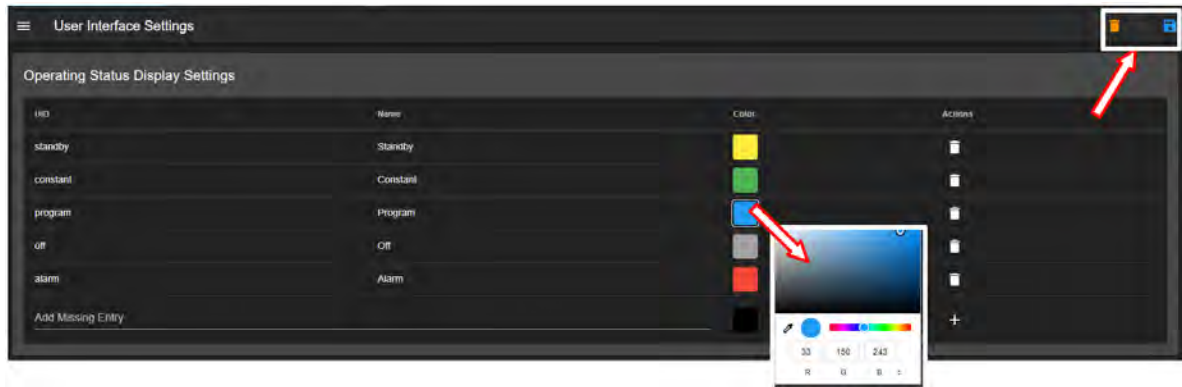 User Interface Settings
Operating Status Display Settings
UID Name Color Actions
standby Standby
constant Constant
program Program
off Off
alarm Alarm
Add Missing Entry
33 150 243
R G B